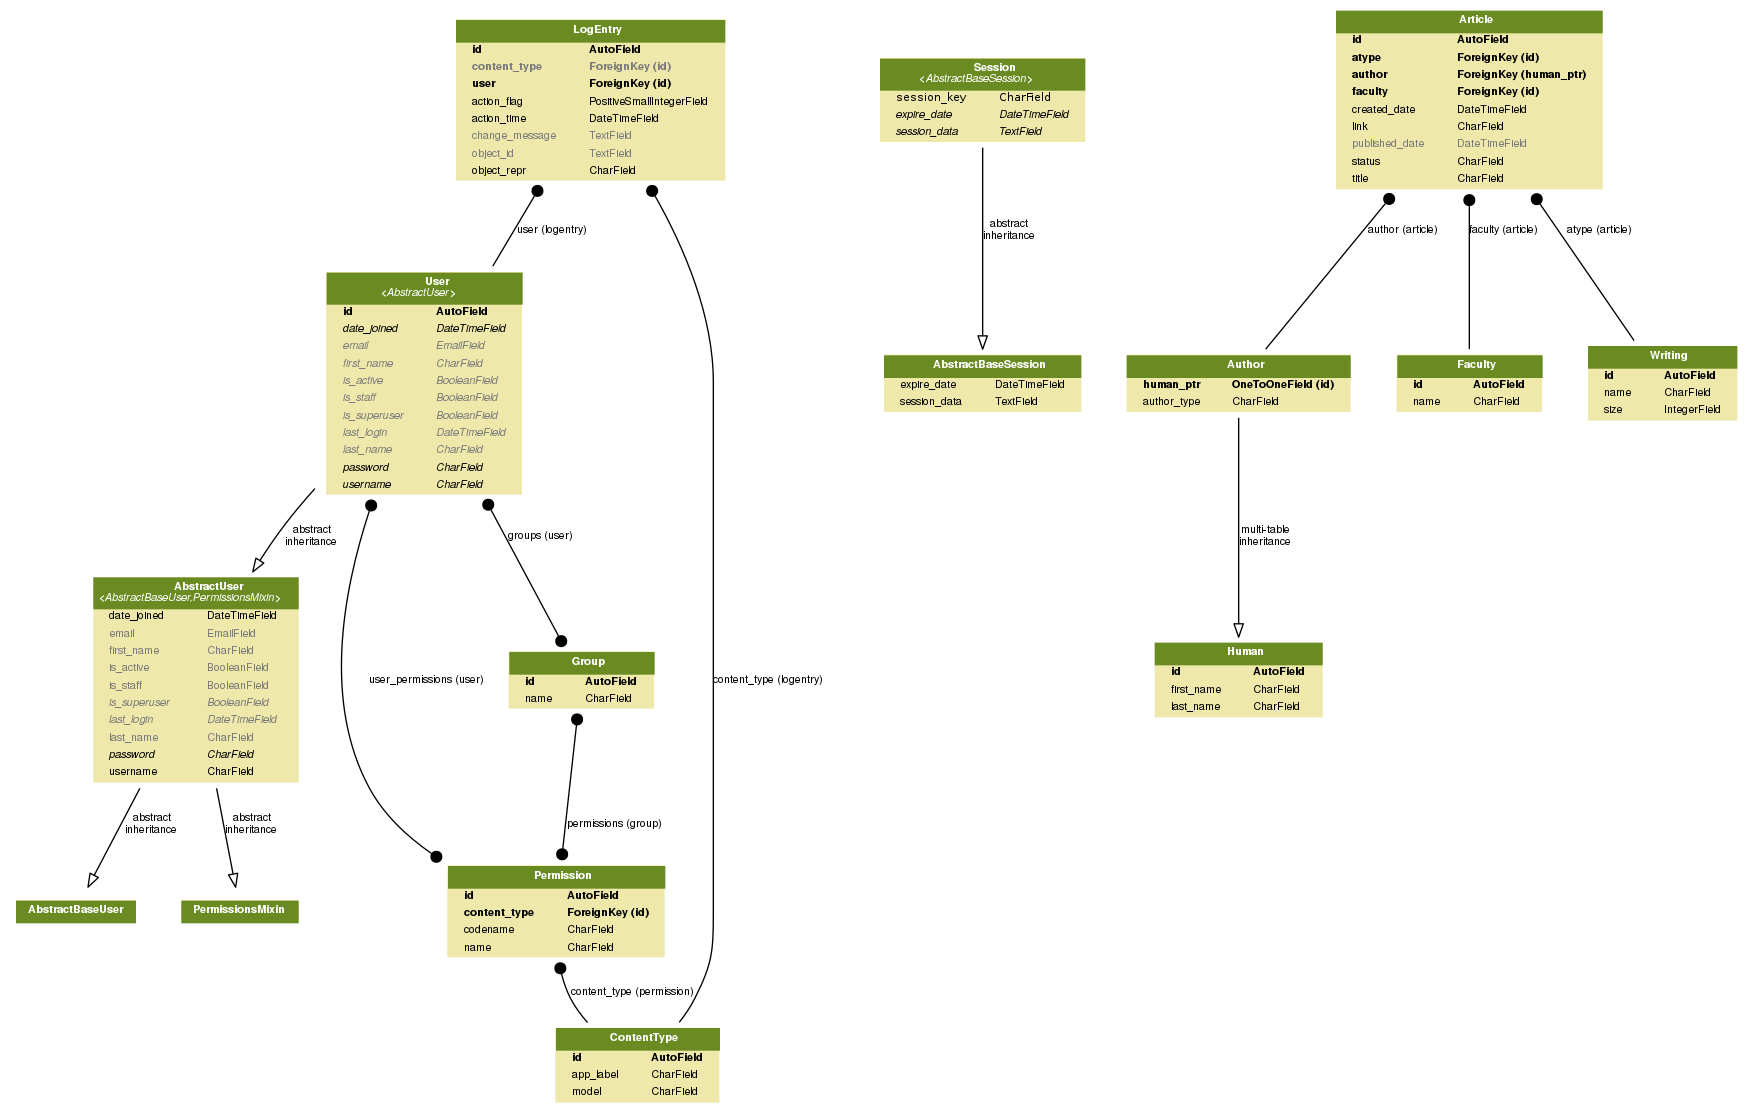 LogEntry
id AutoField
content_type ForeignKey (id)
user ForeignKey (id)
action_flag PositiveSmallIntegerField
action_time DateTimeField
change_message TextField
object_id TextField
object_repr CharField
user (logentry)
User
<AbstractUser>
id AutoField
date_joined DateTimeField
email EmailField
first_name CharField
is_active BooleanField
is_staff BooleanField
is_superuser BooleanField
last_login DateTimeField
last_name CharField
password CharField
username CharField
abstract
inheritance
groups (user)
AbstractUser
<AbstractBaseUser,PermissionsMixin>
date_joined DateTimeField
email EmailField
first_name CharField
is_active BooleanField
is_staff BooleanField
is_superuser BooleanField
last_login DateTimeField
last_name CharField
password CharField
username CharField
user_permissions (user)
Group
id AutoField
name CharField
content_type (logentry)
abstract
inheritance
abstract
inheritance
permissions (group)
AbstractBaseUser
PermissionsMixin
Permission
id AutoField
content_type ForeignKey (id)
codename CharField
name CharField
content_type (permission)
ContentType
id AutoField
app_label CharField
model CharField
Session
<AbstractBaseSession>
session_key CharField
expire_date DateTimeField
session_data TextField
abstract
inheritance
AbstractBaseSession
expire_date DateTimeField
session_data TextField
Article
id AutoField
atype ForeignKey (id)
author ForeignKey (human_ptr)
faculty ForeignKey (id)
created_date DateTimeField
link CharField
published_date DateTimeField
status CharField
title CharField
author (article)
faculty (article)
atype (article)
Author
human_ptr OneToOneField (id)
author_type CharField
Faculty
id AutoField
name CharField
Writing
id AutoField
name CharField
size IntegerField
multi-table
inheritance
Human
id AutoField
first_name CharField
last_name CharField